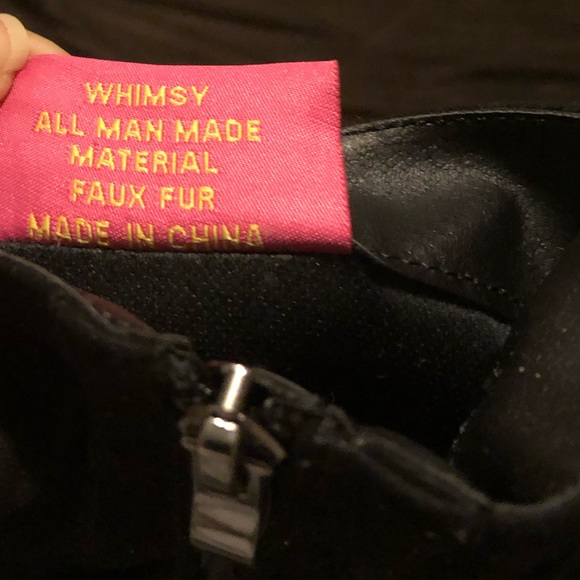 WHIMSY
ALL MAN MADE
MATERIAL
FAUX FUR
MADE IN CHINA